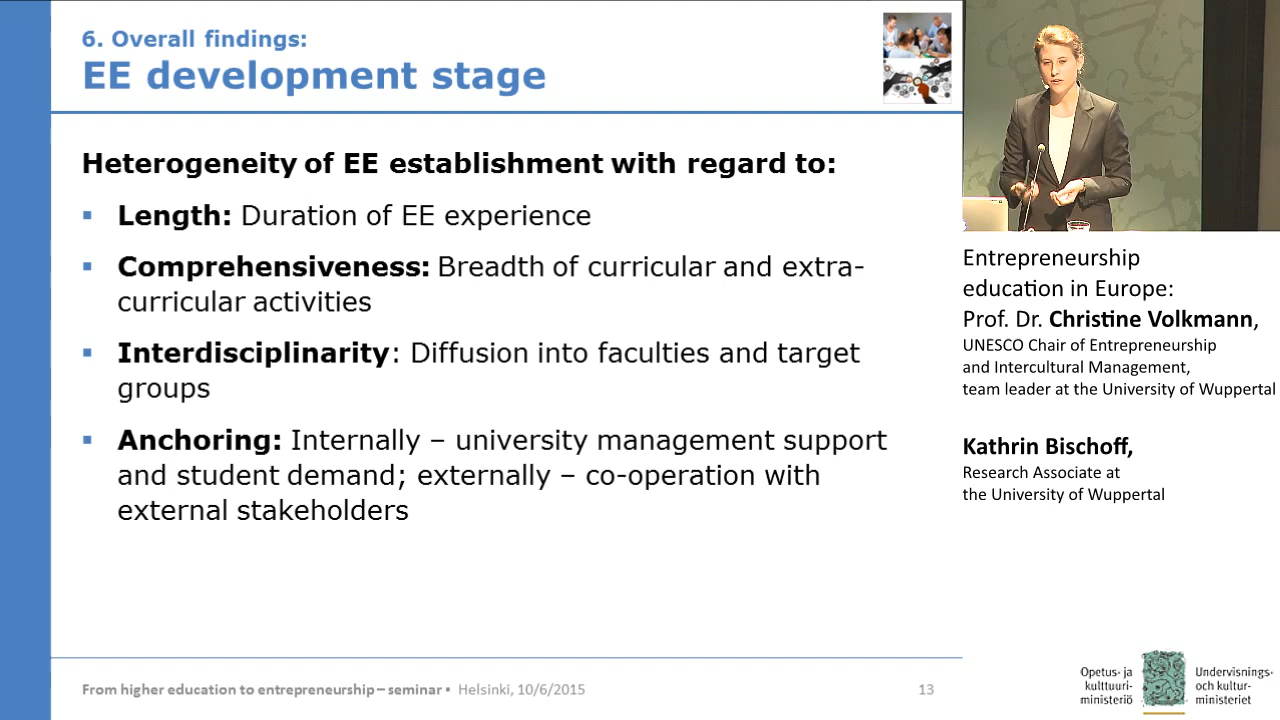 6. Overall findings:
EE development stage
Heterogeneity of EE establishment with regard to:
▪ Length: Duration of EE experience
▪ Comprehensiveness: Breadth of curricular and extra-
curricular activities
▪ Interdisciplinarity: Diffusion into faculties and target
groups
▪ Anchoring: Internally – university management support
and student demand; externally – co-operation with
external stakeholders
From higher education to entrepreneurship – seminar ▪ Helsinki, 10/6/2015
13
Entrepreneurship
education in Europe:
Prof. Dr. Christine Volkmann,
UNESCO Chair of Entrepreneurship
and Intercultural Management,
team leader at the University of Wuppertal
Kathrin Bischoff,
Research Associate at
the University of Wuppertal
Opetus- ja
kulttuuri-
ministeriö
Undervisnings-
och kultur-
ministeriet